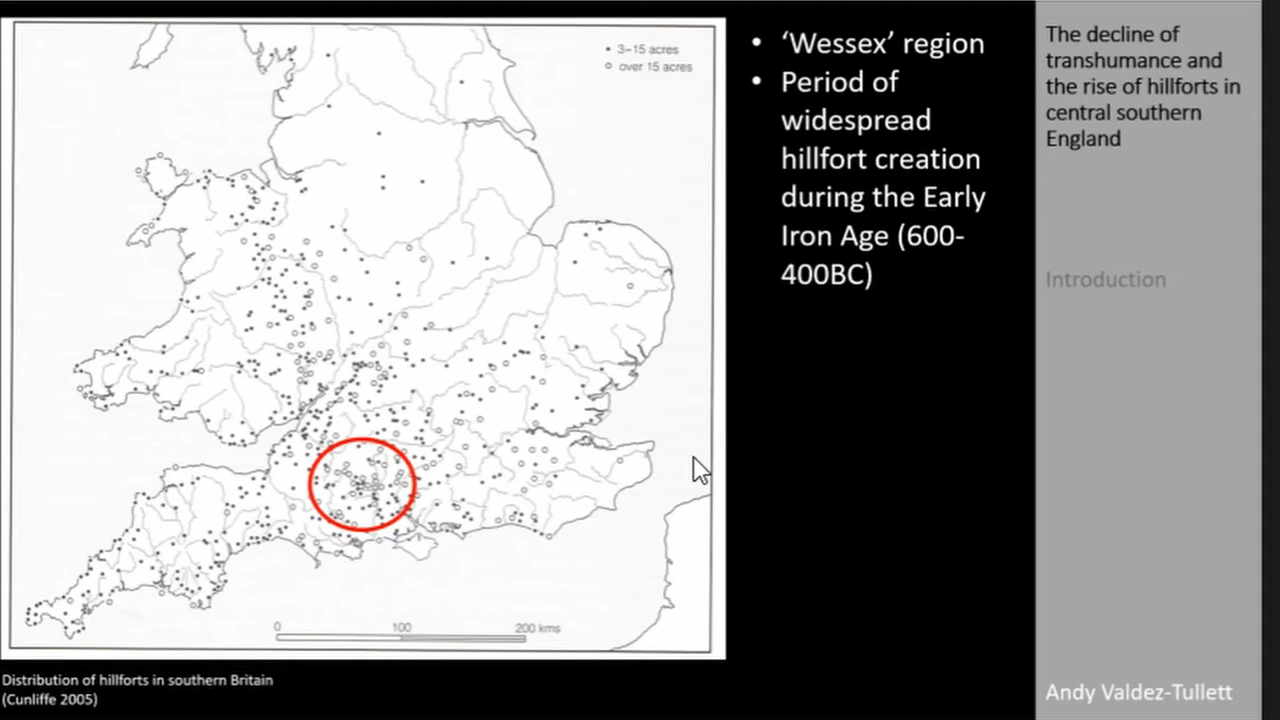 3–15 acres
over 15 acres
0 100 200 kms
Distribution of hillforts in southern Britain
(Cunliffe 2005)
• ‘Wessex’ region
• Period of
widespread
hillfort creation
during the Early
Iron Age (600-
400BC)
The decline of
transhumance and
the rise of hillforts in
central southern
England
Introduction
Andy Valdez-Tullett